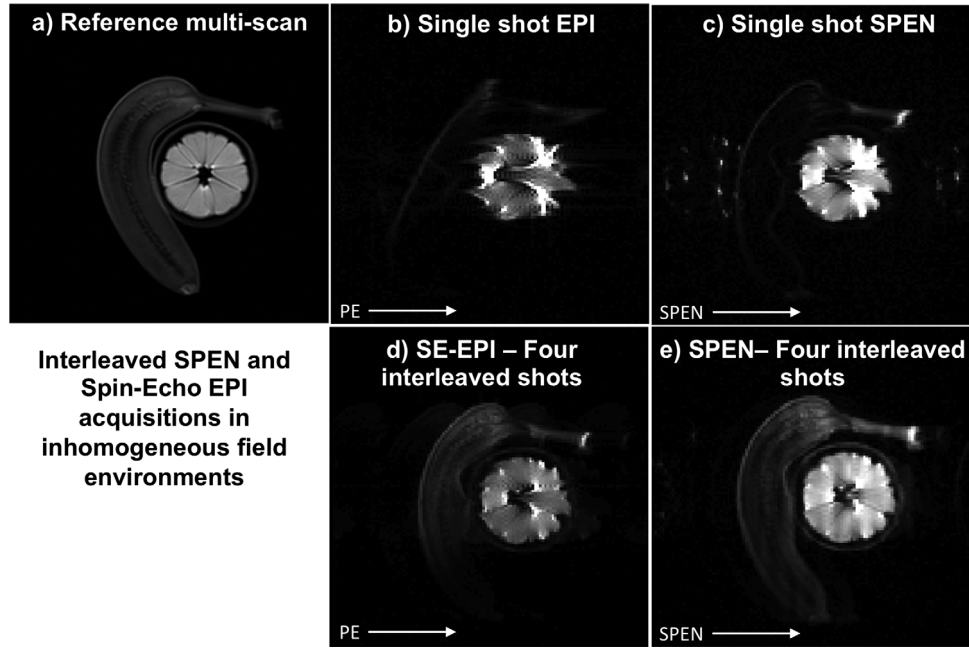 a) Reference multi-scan
b) Single shot EPI
c) Single shot SPEN
PE
SPEN
Interleaved SPEN and
Spin-Echo EPI
acquisitions in
inhomogeneous field
environments
d) SE-EPI – Four
interleaved shots
e) SPEN– Four interleaved
shots
PE
SPEN